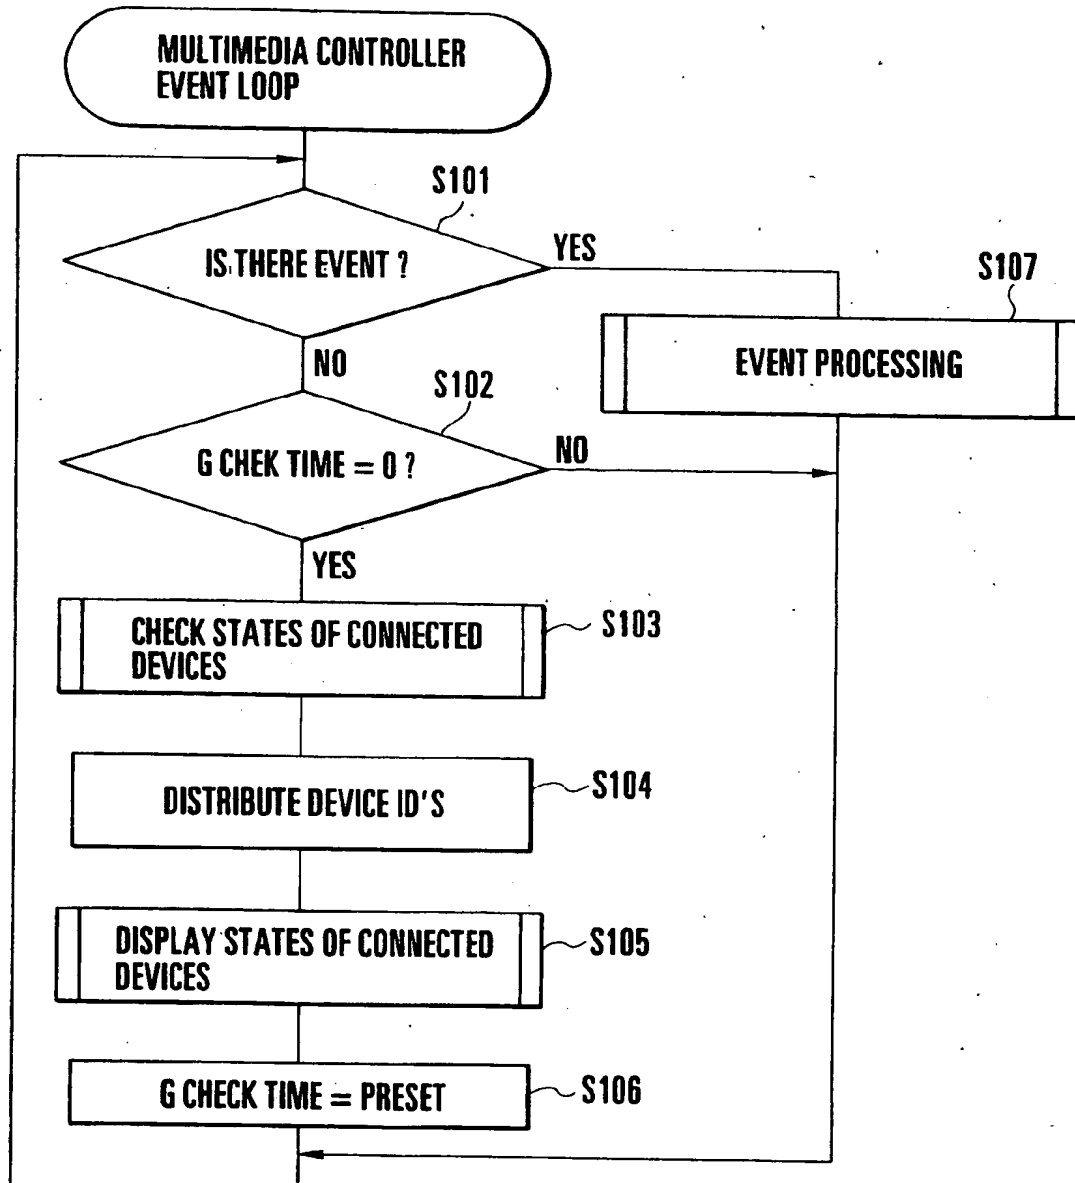 MULTIMEDIA CONTROLLER
EVENT LOOP
S101
IS THERE EVENT ?
YES
S107
EVENT PROCESSING
NO
S102
G CHEK TIME = 0 ?
NO
YES
CHECK STATES OF CONNECTED
DEVICES
S103
DISTRIBUTE DEVICE ID'S
S104
DISPLAY STATES OF CONNECTED
DEVICES
S105
G CHECK TIME = PRESET
S106